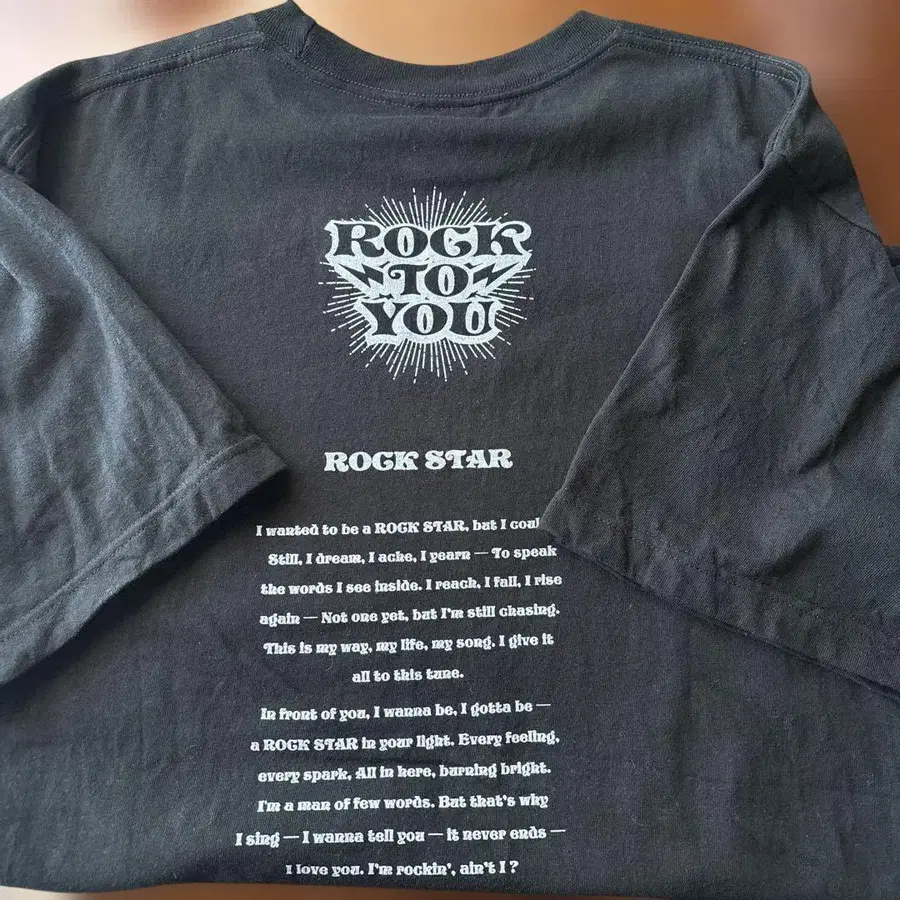 ROCK
TO
YOU
ROCK STAR
I wanted to be a ROCK STAR, but I
Still, I dream, I ache, I yearn — To speak
the words I see inside. I reach, I fall, I rise
again — Not one yet, but I'm still chasing.
This is my way, my life, my song. I give it
all to this tune.
In front of you, I wanna be, I gotta be —
a ROCK STAR in your light. Every feeling,
every spark, All in here, burning bright.
I'm a man of few words. But that's why
I sing — I wanna tell you — it never ends —
I love you. I'm rockin', ain't I ?